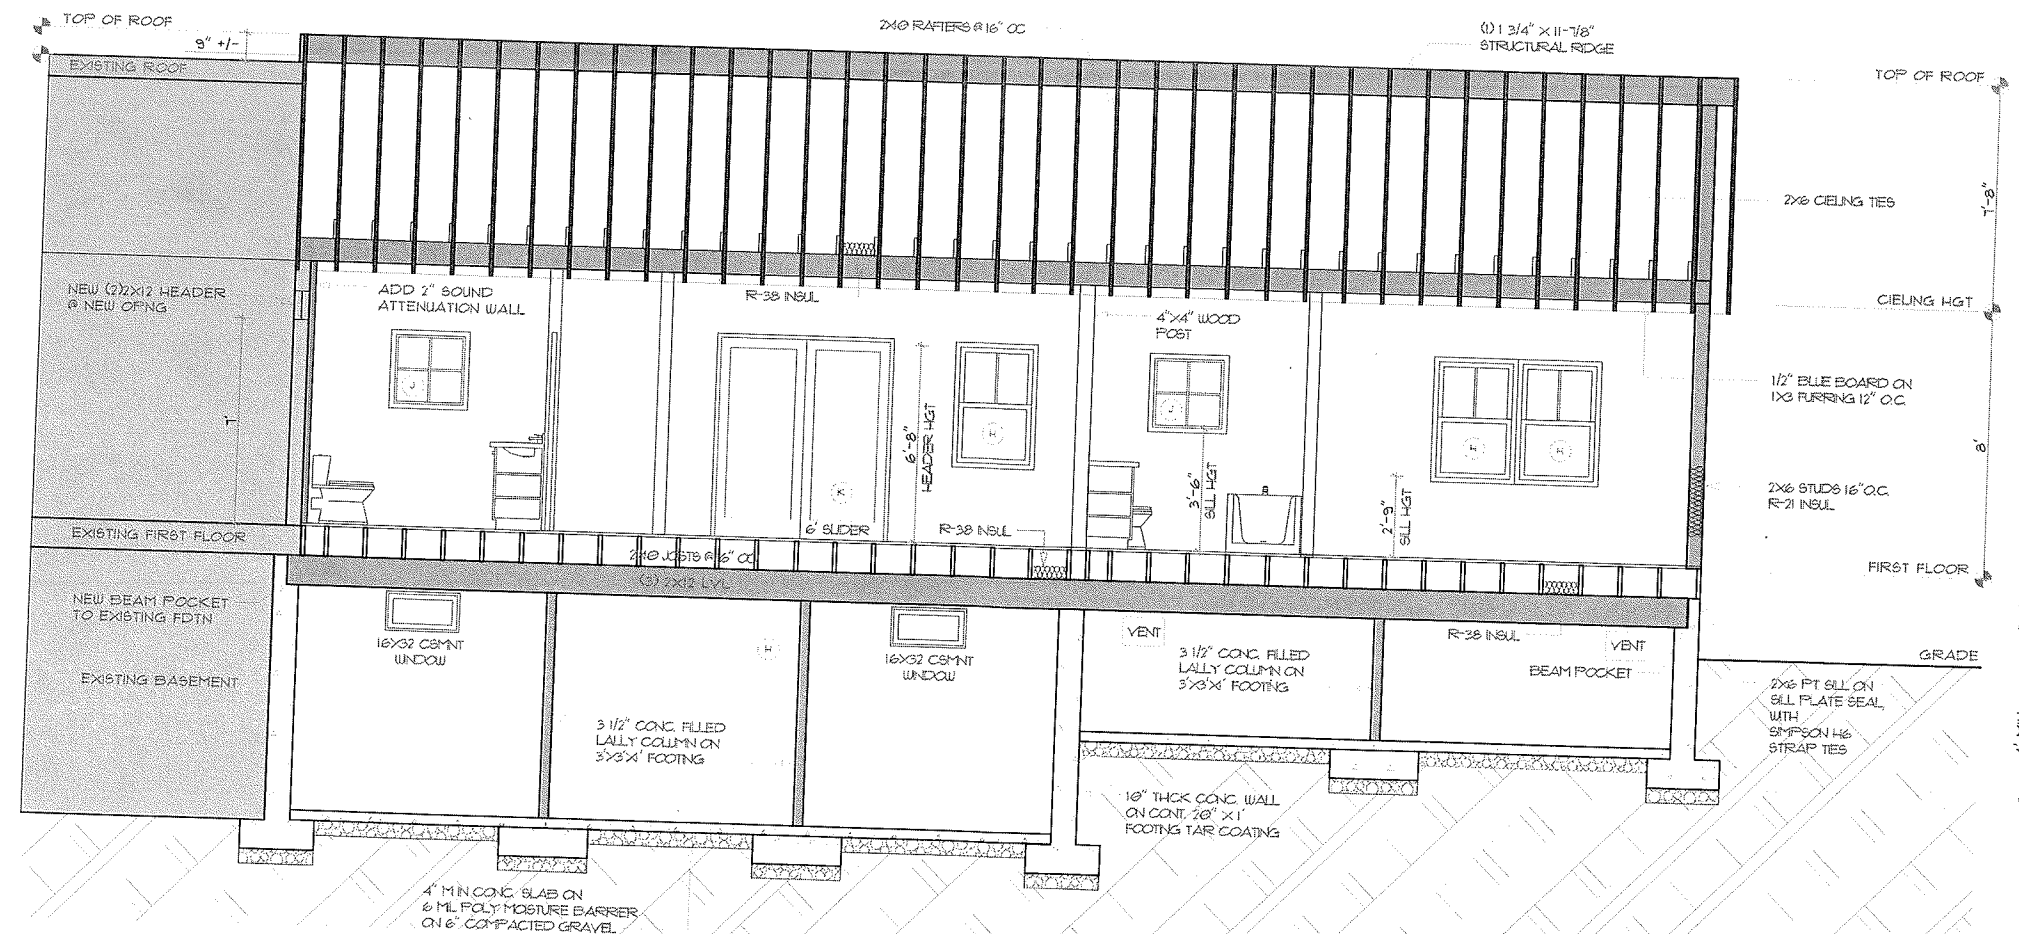 TOP OF ROOF
9" +/-
2X10 RAFTERS @ 16" OC
(1) 1 3/4" X 11-7/8"
STRUCTURAL RIDGE
EXISTING ROOF
TOP OF ROOF
7'-8"
2X6 CIELING TIES
NEW (2)2X12 HEADER
@ NEW OP'NG
ADD 2" SOUND
ATTENUATION WALL
R-38 INSUL
4"X4" WOOD
POST
CIELING HGT
1/2" BLUE BOARD ON
1X3 FURRING 12" O.C.
J
J
H
H
H
K
7'
6'-8"
HEADER HGT
3'-6"
SILL HGT
2'-9"
SILL HGT
8'
2X6 STUDS 16" O.C.
R-21 INSUL
6' SLIDER
R-38 INSUL
EXISTING FIRST FLOOR
2X10 JOISTS @ 16" OC
(3) 2X12 LVL
FIRST FLOOR
NEW BEAM POCKET
TO EXISTING FDTN
16X32 CSMNT
WINDOW
H
16X32 CSMNT
WINDOW
VENT
R-38 INSUL
VENT
3 1/2" CONC. FILLED
LALLY COLUMN ON
3'X3'X1' FOOTING
BEAM POCKET
GRADE
EXISTING BASEMENT
2X6 PT SILL ON
SILL PLATE SEAL,
WITH
SIMPSON H6
STRAP TIES
3 1/2" CONC. FILLED
LALLY COLUMN ON
3'X3'X1' FOOTING
10" THICK CONC. WALL
ON CONT. 20" X 1'
FOOTING TAR COATING
4" MIN CONC. SLAB ON
6 MIL POLY MOISTURE BARRIER
ON 6" COMPACTED GRAVEL